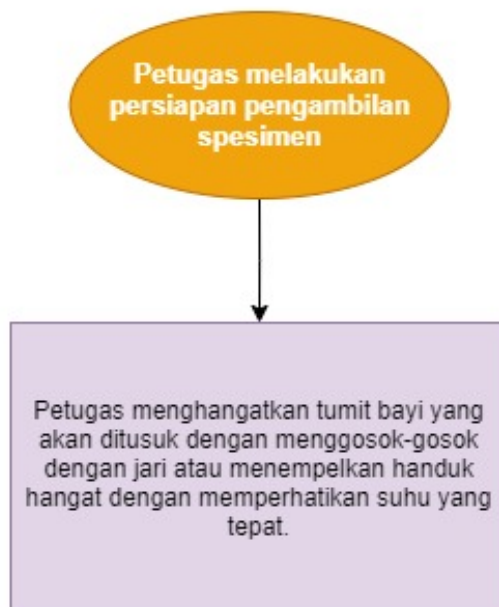 Petugas melakukan
persiapan pengambilan
spesimen
Petugas menghangatkan tumit bayi yang
akan ditusuk dengan menggosok-gosok
dengan jari atau menempelkan handuk
hangat dengan memperhatikan suhu yang
tepat.